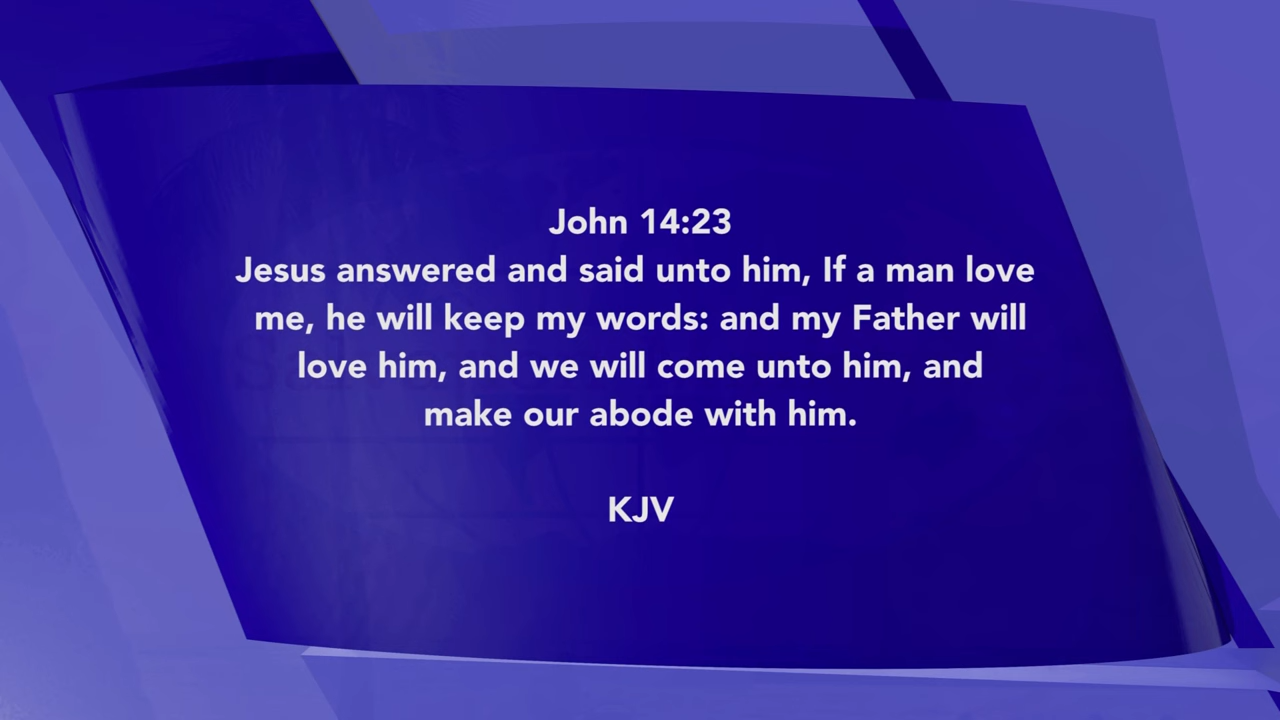 John 14:23
Jesus answered and said unto him, If a man love
me, he will keep my words: and my Father will
love him, and we will come unto him, and
make our abode with him.
KJV